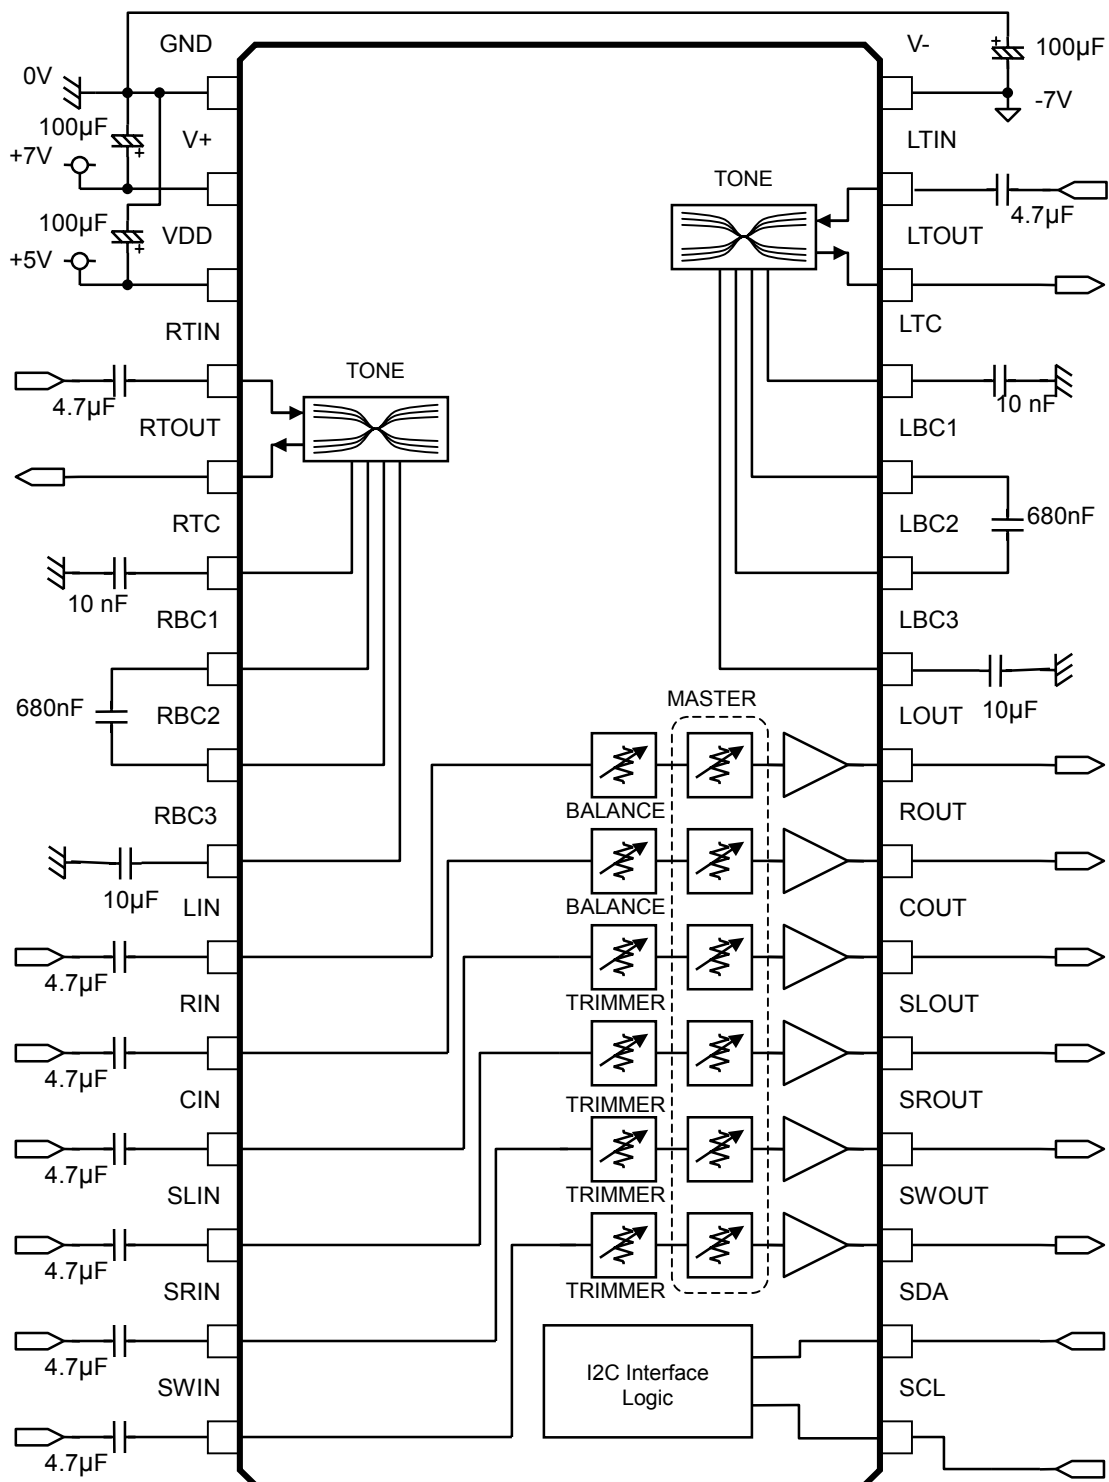 GND
V-
100µF
0V
-7V
100µF
V+
LTIN
+7V
TONE
4.7µF
100µF
VDD
LTOUT
+5V
RTIN
LTC
TONE
4.7µF
10 nF
RTOUT
LBC1
RTC
LBC2
680nF
10 nF
RBC1
LBC3
680nF
RBC2
MASTER
LOUT
10µF
RBC3
BALANCE
ROUT
10µF
LIN
BALANCE
COUT
4.7µF
RIN
TRIMMER
SLOUT
4.7µF
CIN
TRIMMER
SROUT
4.7µF
SLIN
TRIMMER
SWOUT
4.7µF
SRIN
TRIMMER
SDA
4.7µF
I2C Interface
Logic
SWIN
SCL
4.7µF